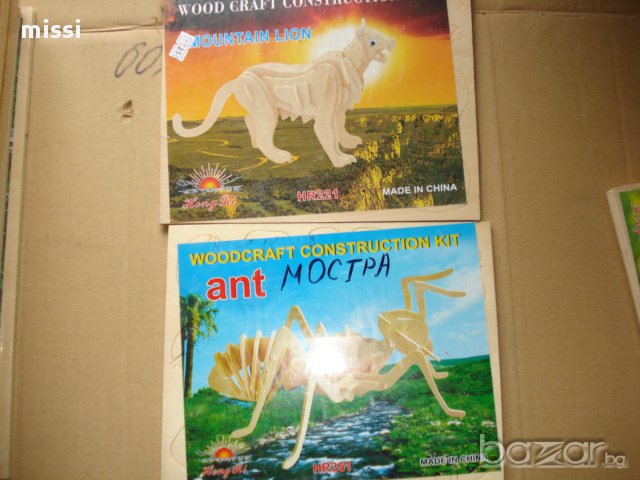 missi
WOOD CRAFT CONSTRUCTION
MOUNTAIN LION
HR221
MADE IN CHINA
WOODCRAFT CONSTRUCTION KIT
ant МОСТРА
MADE IN CHINA
bazar.bg